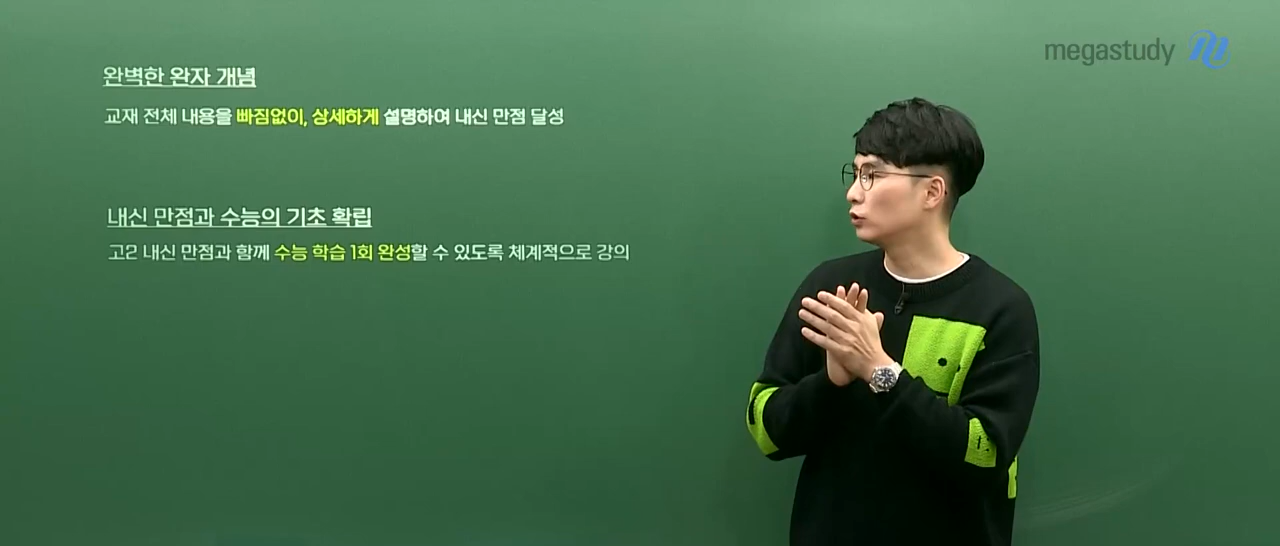 megastudy
완벽한 완자 개념
교재 전체 내용을 빠짐없이, 상세하게 설명하여 내신 만점 달성
내신 만점과 수능의 기초 확립
고2 내신 만점과 함께 수능 학습 1회 완성할 수 있도록 체계적으로 강의